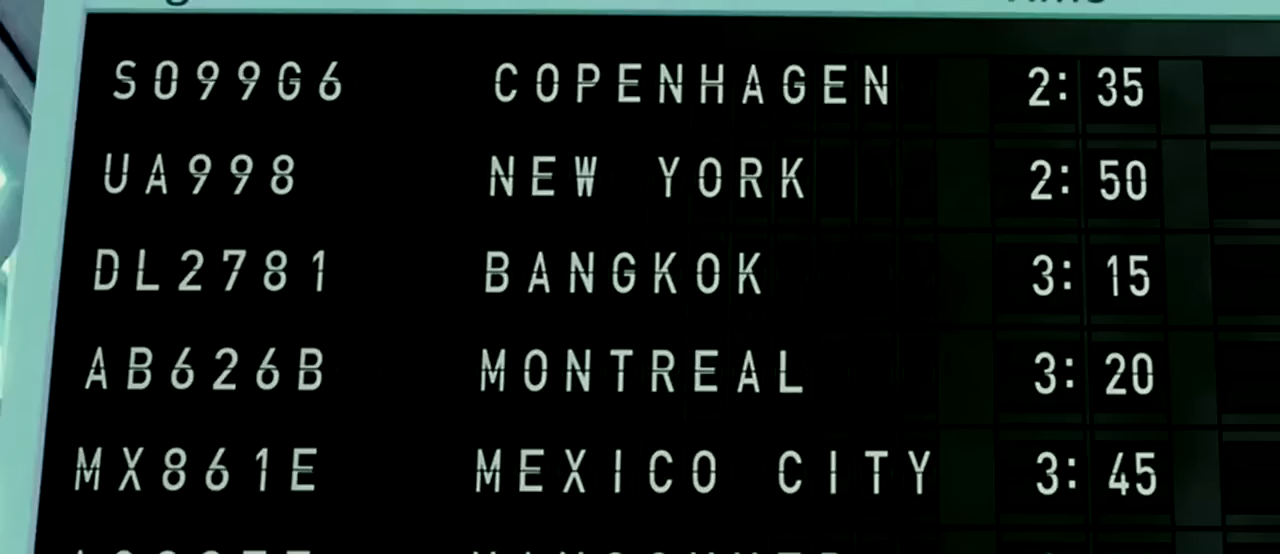 SO99G6 COPENHAGEN 2: 35
UA998 NEW YORK 2: 50
DL2781 BANGKOK 3: 15
AB626B MONTREAL 3: 20
MX861E MEXICO CITY 3: 45